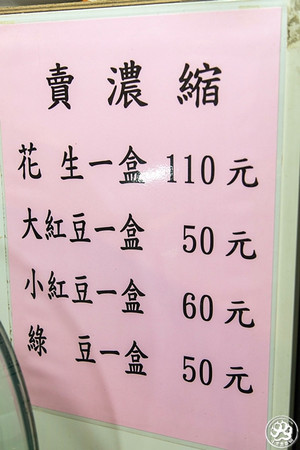 賣濃縮
花生一盒 110元
大紅豆一盒 50元
小紅豆一盒 60元
綠豆一盒 50元